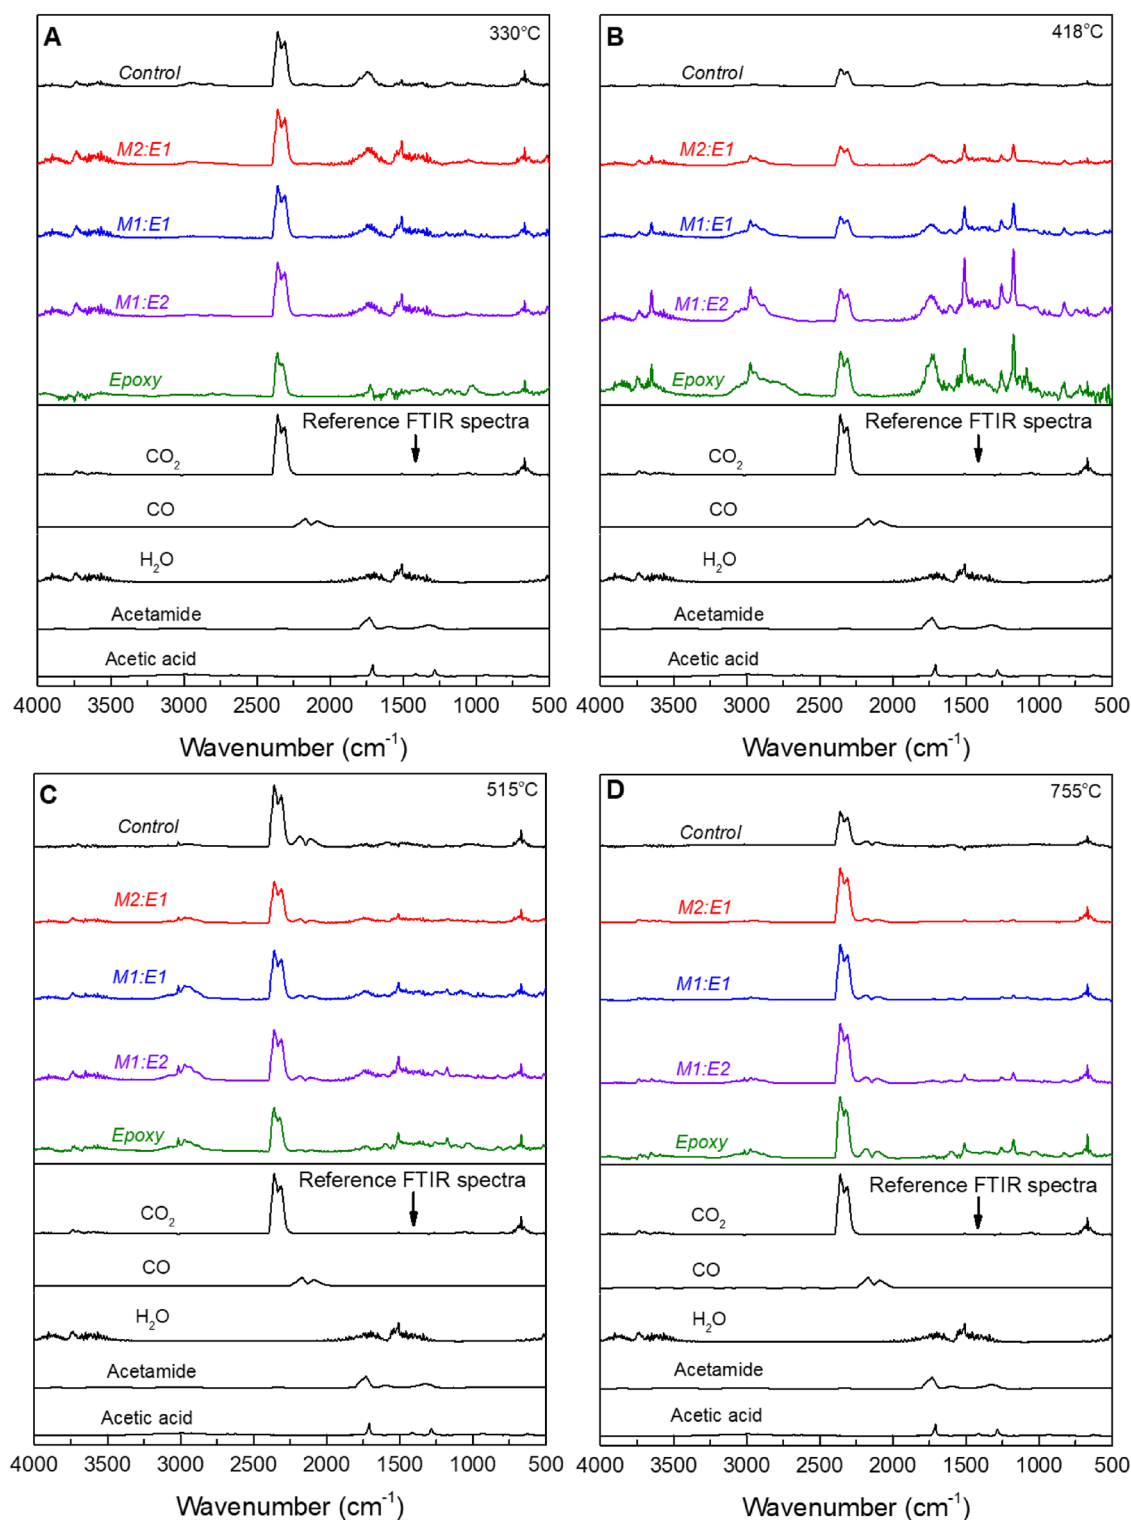 A
330°C
Control
M2:E1
M1:E1
M1:E2
Epoxy
Reference FTIR spectra
CO₂
CO
H₂O
Acetamide
Acetic acid
4000 3500 3000 2500 2000 1500 1000 500
Wavenumber (cm⁻¹)
B
418°C
Control
M2:E1
M1:E1
M1:E2
Epoxy
Reference FTIR spectra
CO₂
CO
H₂O
Acetamide
Acetic acid
4000 3500 3000 2500 2000 1500 1000 500
Wavenumber (cm⁻¹)
C
515°C
Control
M2:E1
M1:E1
M1:E2
Epoxy
Reference FTIR spectra
CO₂
CO
H₂O
Acetamide
Acetic acid
4000 3500 3000 2500 2000 1500 1000 500
Wavenumber (cm⁻¹)
D
755°C
Control
M2:E1
M1:E1
M1:E2
Epoxy
Reference FTIR spectra
CO₂
CO
H₂O
Acetamide
Acetic acid
4000 3500 3000 2500 2000 1500 1000 500
Wavenumber (cm⁻¹)